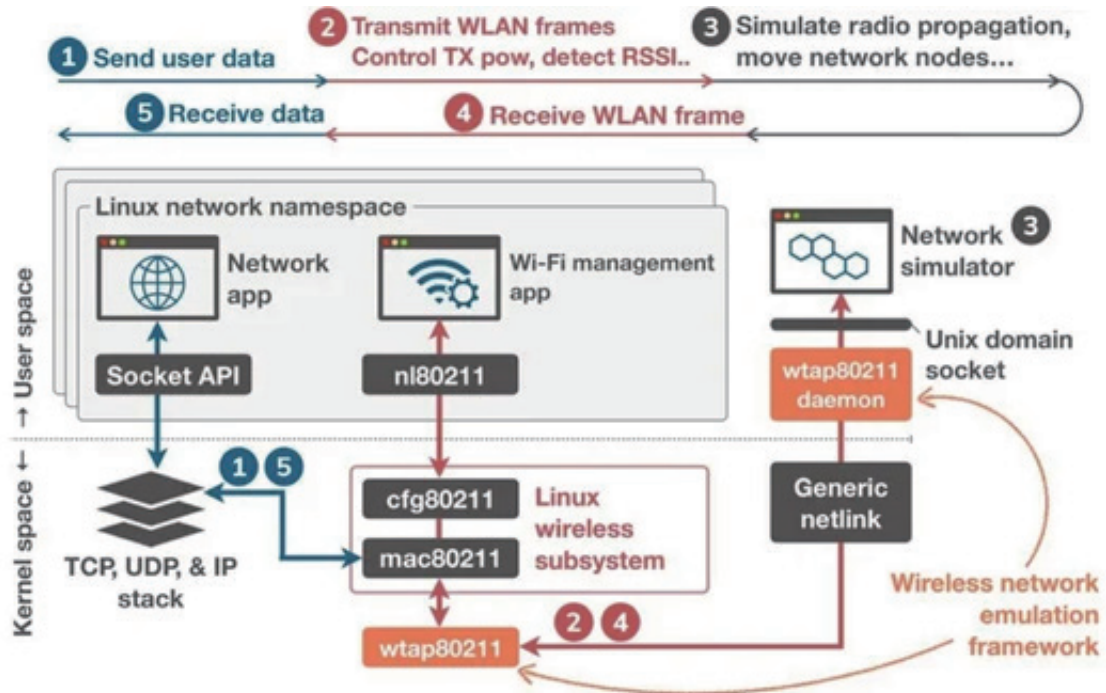 1 Send user data
2 Transmit WLAN frames
Control TX pow, detect RSSI..
3 Simulate radio propagation,
move network nodes...
5 Receive data
4 Receive WLAN frame
Linux network namespace
Network
app
Wi-Fi management
app
Network 3
simulator
Socket API
nl80211
Unix domain
socket
wtap80211
daemon
→ User space
Kernel space ←
1 5
TCP, UDP, & IP
stack
cfg80211
mac80211
Linux
wireless
subsystem
Generic
netlink
2 4
wtap80211
Wireless network
emulation
framework